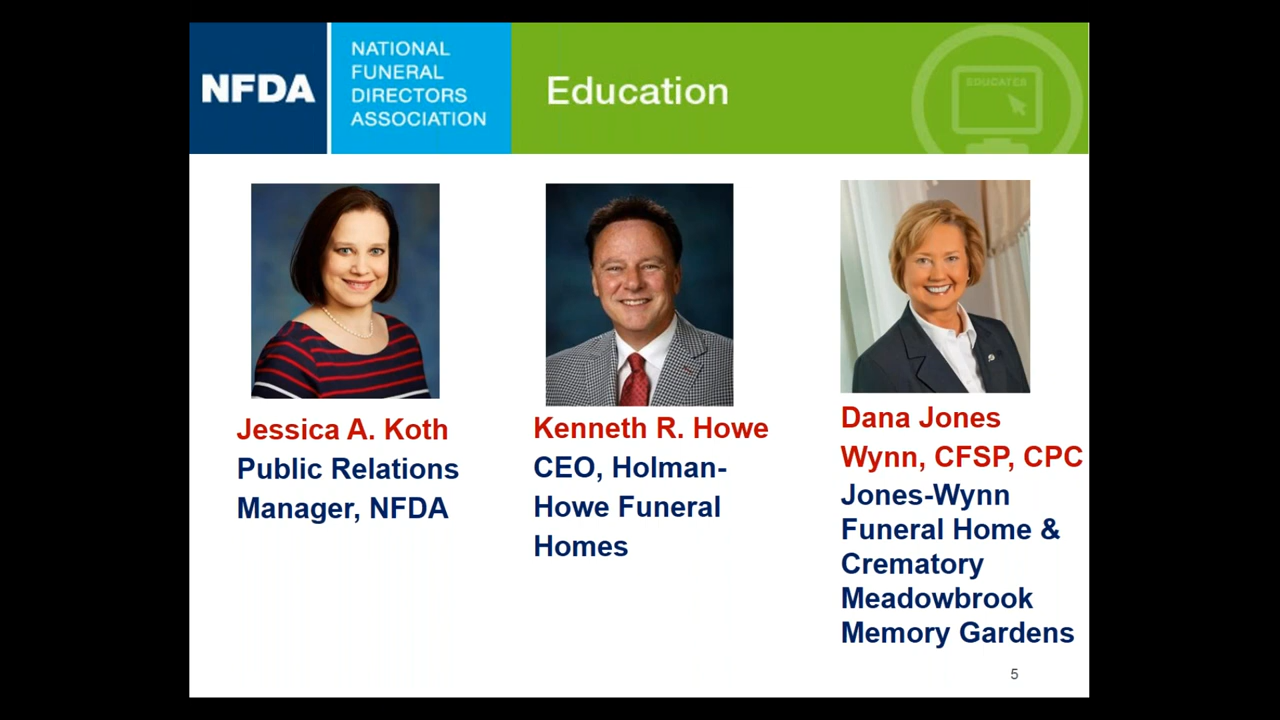 NFDA
NATIONAL
FUNERAL
DIRECTORS
ASSOCIATION
Education
EDUCATER
Jessica A. Koth
Public Relations
Manager, NFDA
Kenneth R. Howe
CEO, Holman-
Howe Funeral
Homes
Dana Jones
Wynn, CFSP, CPC
Jones-Wynn
Funeral Home &
Crematory
Meadowbrook
Memory Gardens
5